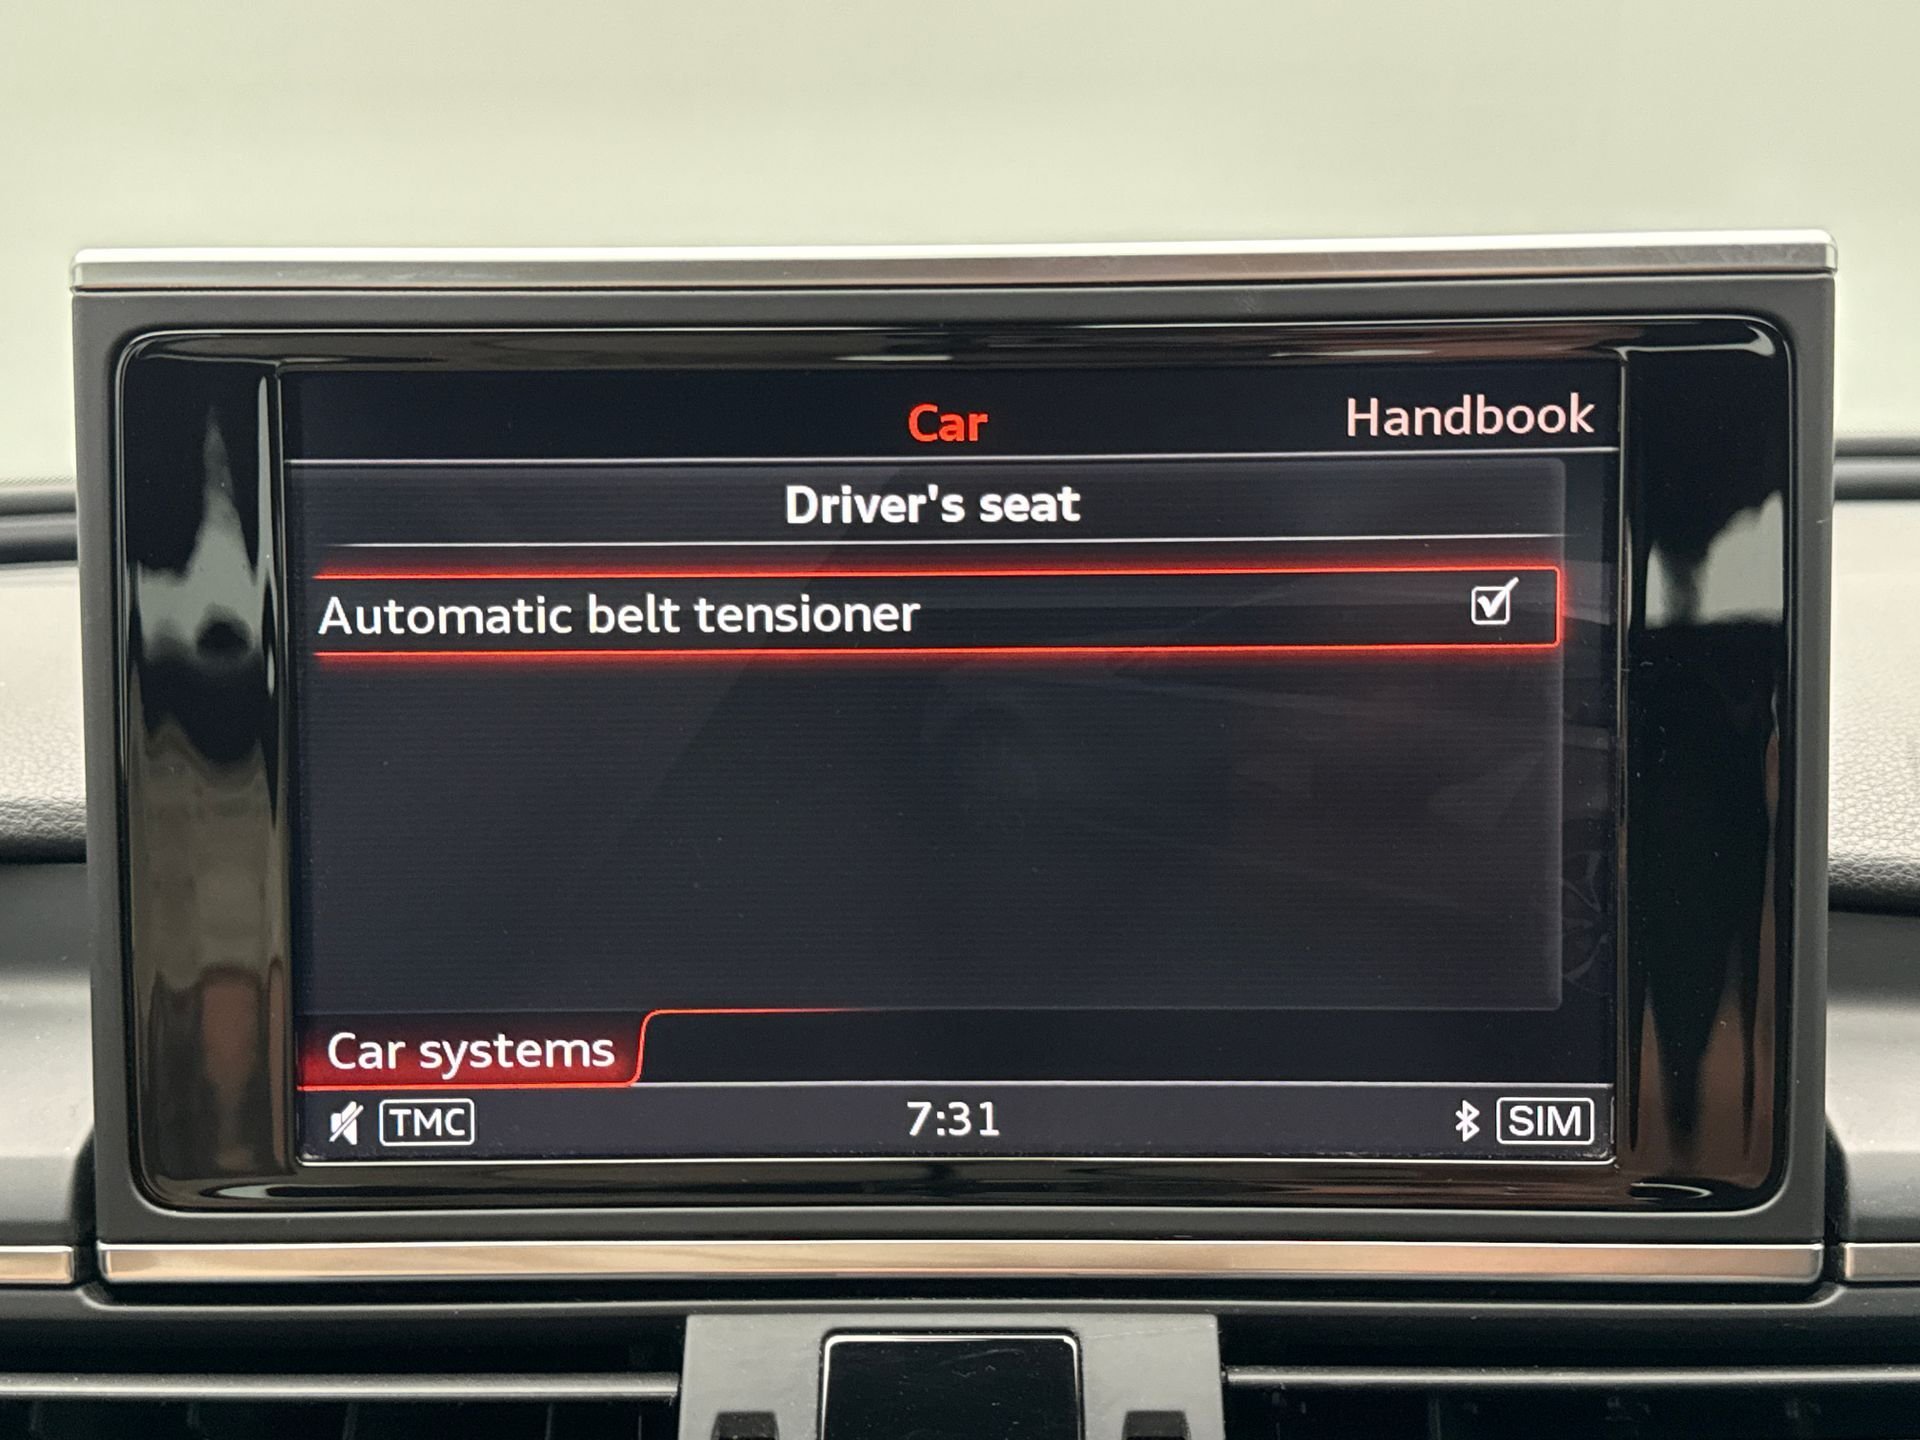 Car
Handbook
Driver's seat
Automatic belt tensioner
Car systems
TMC
7:31
SIM